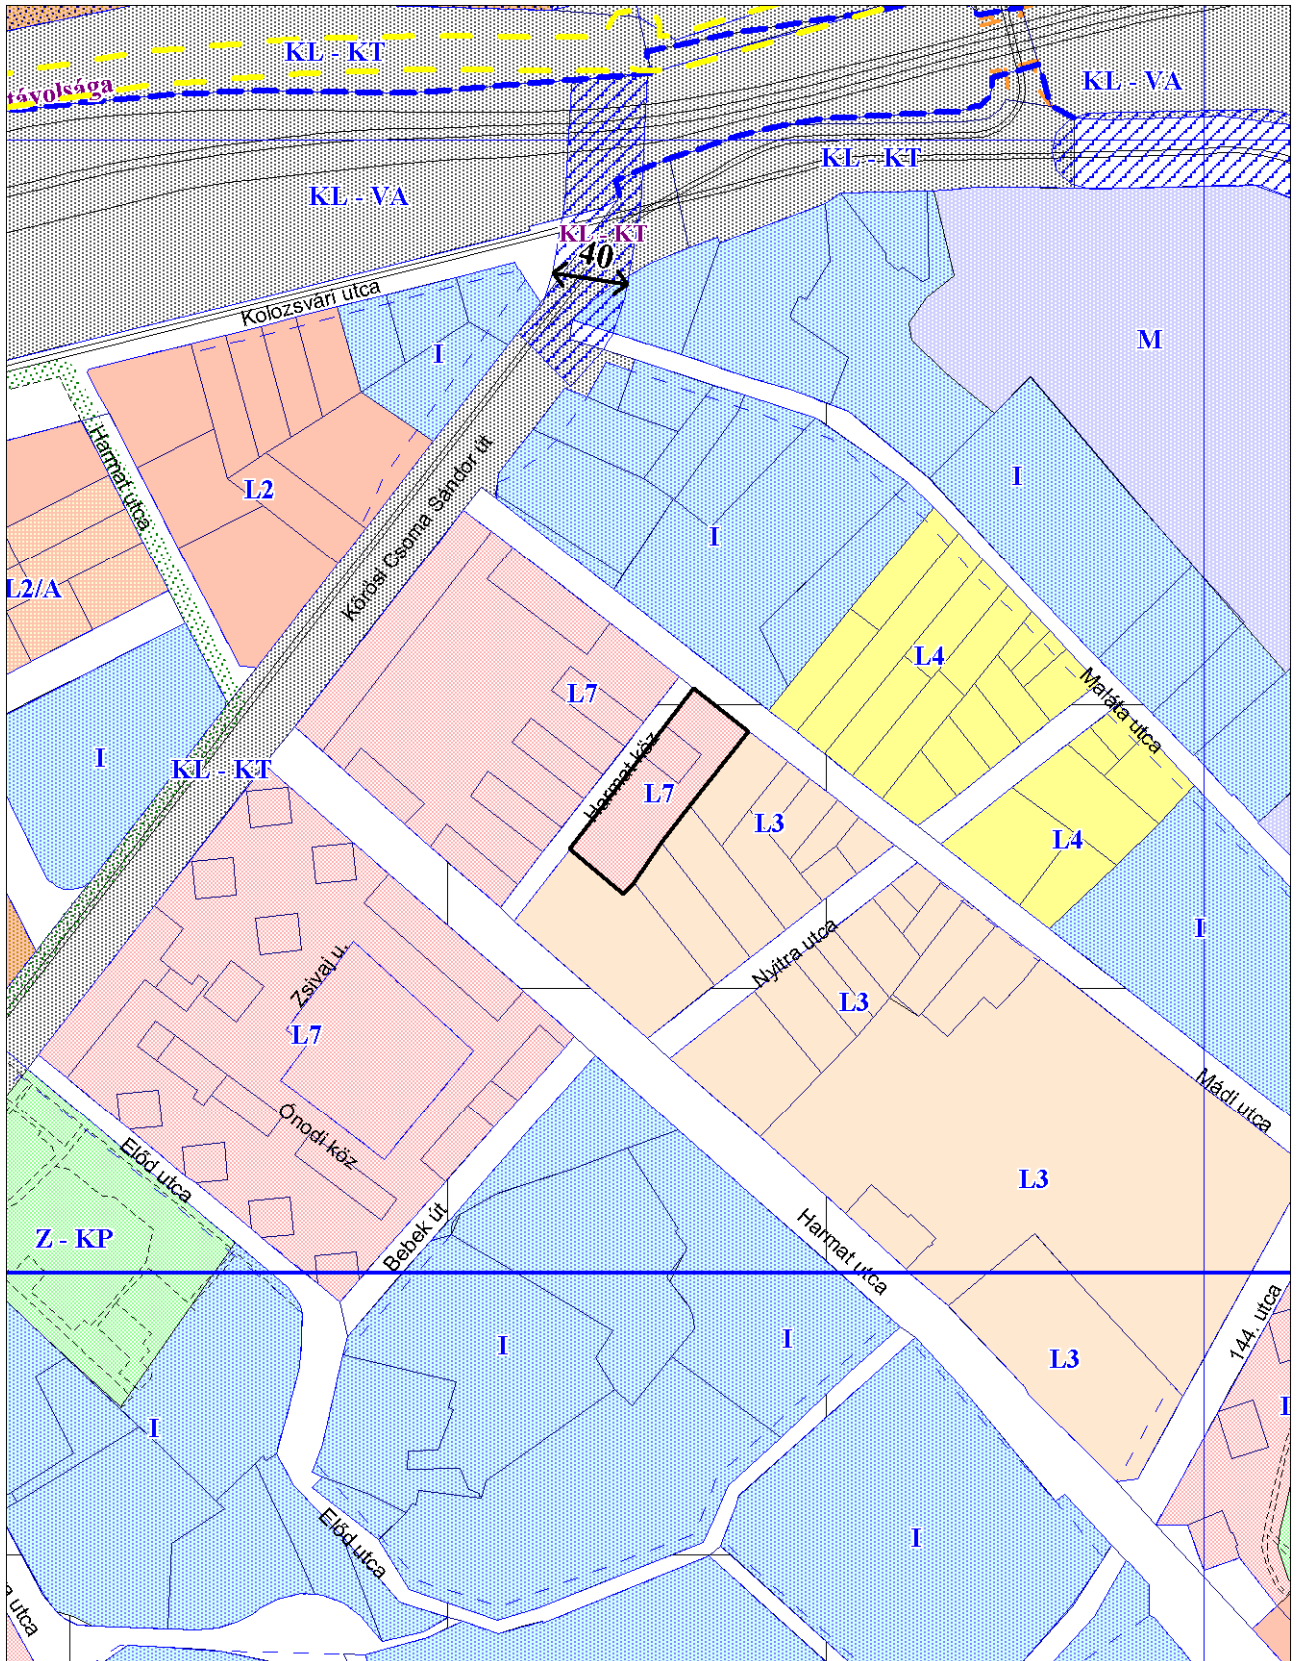 KL - KT
távolsága
KL - VA
KL - KT
KL - VA
KL - KT
40
Kolozsvári utca
I
M
Harmat utca
L2
Kőrösi Csoma Sándor út
I
I
L2/A
L4
L7
Maláta utca
I
KL - KT
Harmat köz
L7
L3
L4
I
Nyitra utca
Zsivaj u.
L3
L7
Mádi utca
Ónodi köz
Előd utca
L3
Z - KP
Bebek út
Harmat utca
144. utca
I
I
L3
I
Előd utca
I
utca